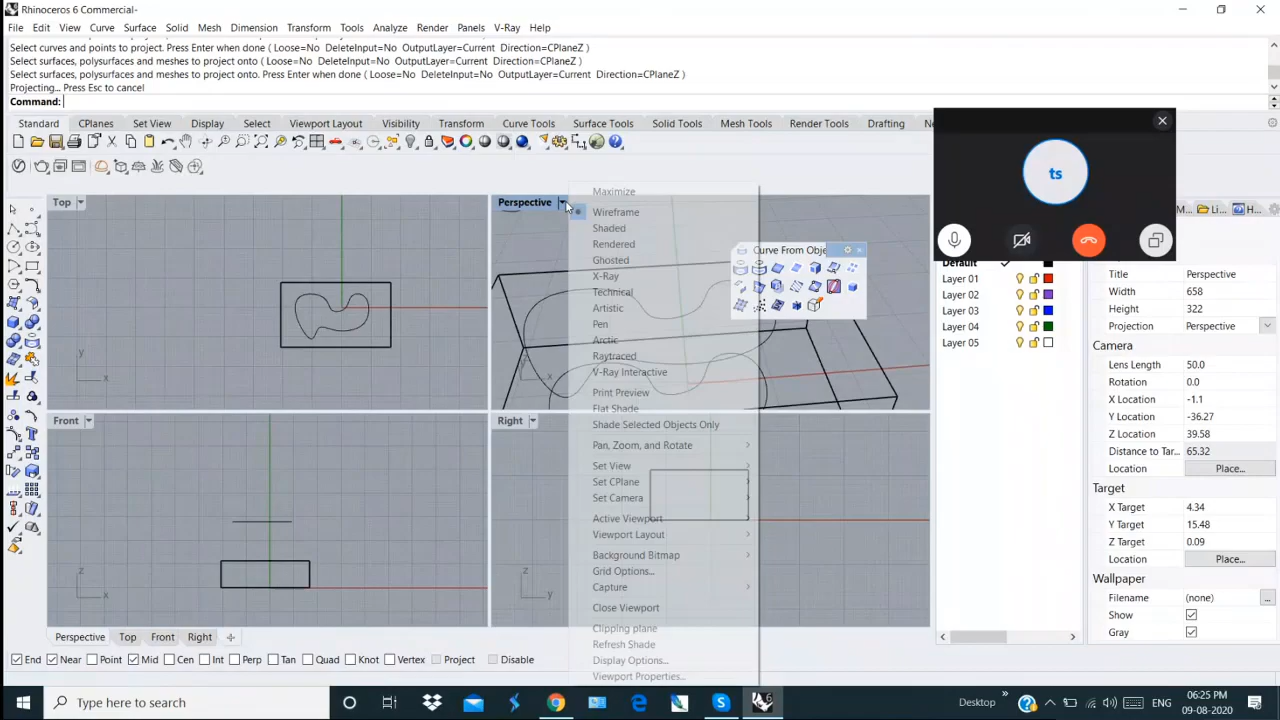 Rhinoceros 6 Commercial-
File Edit View Curve Surface Solid Mesh Dimension Transform Tools Analyze Render Panels V-Ray Help
Select curves and points to project. Press Enter when done ( Loose=No DeleteInput=No OutputLayer=Current Direction=CPlaneZ )
Select surfaces, polysurfaces and meshes to project onto ( Loose=No DeleteInput=No OutputLayer=Current Direction=CPlaneZ )
Select surfaces, polysurfaces and meshes to project onto. Press Enter when done ( Loose=No DeleteInput=No OutputLayer=Current Direction=CPlaneZ )
Projecting... Press Esc to cancel
Command:
Standard CPlanes Set View Display Select Viewport Layout Visibility Transform Curve Tools Surface Tools Solid Tools Mesh Tools Render Tools Drafting
ts
Top
Perspective
M... Li... H...
Maximize
Wireframe
Shaded
Rendered
Ghosted
X-Ray
Technical
Artistic
Pen
Arctic
Raytraced
V-Ray Interactive
Print Preview
Flat Shade
Shade Selected Objects Only
Pan, Zoom, and Rotate
Set View
Set CPlane
Set Camera
Active Viewport
Viewport Layout
Background Bitmap
Grid Options...
Capture
Close Viewport
Clipping plane
Refresh Shade
Display Options...
Viewport Properties...
Curve From Obje
y
x
x
Front
Right
z
x
z
y
Default
Layer 01
Layer 02
Layer 03
Layer 04
Layer 05
Title Perspective
Width 658
Height 322
Projection Perspective
Camera
Lens Length 50.0
Rotation 0.0
X Location -1.1
Y Location -36.27
Z Location 39.58
Distance to Tar... 65.32
Location Place...
Target
X Target 4.34
Y Target 15.48
Z Target 0.09
Location Place...
Wallpaper
Filename (none) ...
Show
Gray
Perspective Top Front Right
End Near Point Mid Cen Int Perp Tan Quad Knot Vertex Project Disable
Type here to search
Desktop
ENG
06:25 PM
09-08-2020